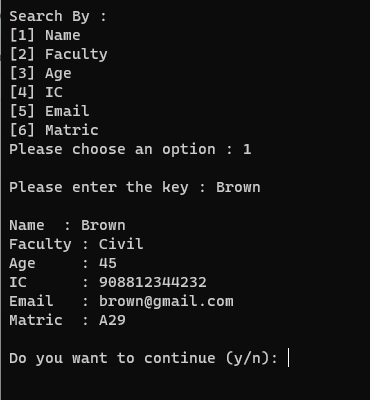 Search By :
[1] Name
[2] Faculty
[3] Age
[4] IC
[5] Email
[6] Matric
Please choose an option : 1
Please enter the key : Brown
Name  : Brown
Faculty : Civil
Age     : 45
IC      : 908812344232
Email   : brown@gmail.com
Matric  : A29
Do you want to continue (y/n):